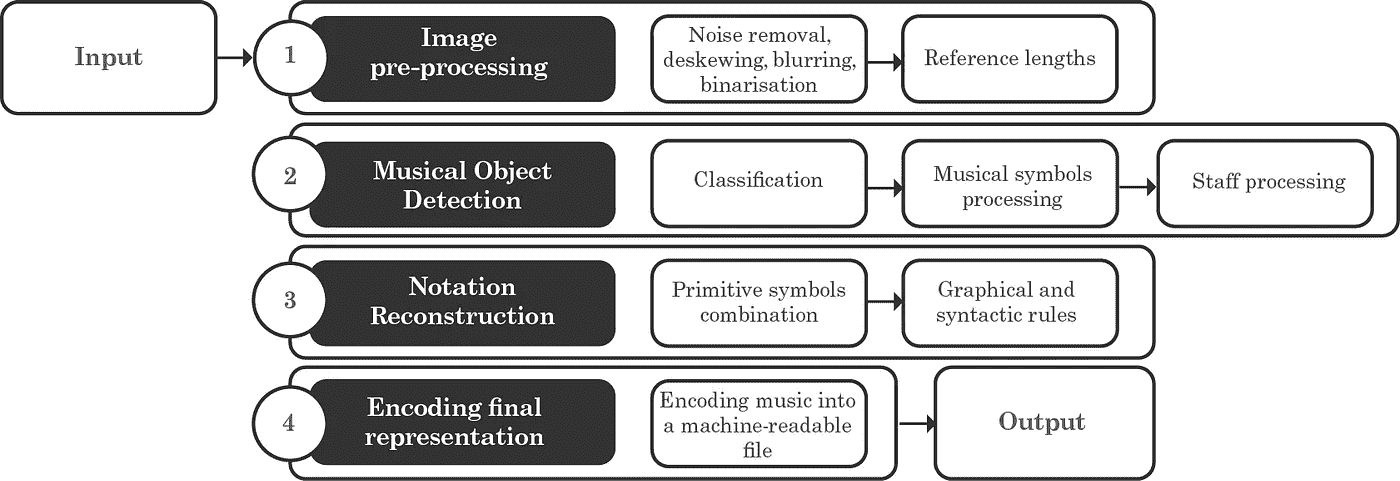 Input
1
Image
pre-processing
Noise removal,
deskewing, blurring,
binarisation
Reference lengths
2
Musical Object
Detection
Classification
Musical symbols
processing
Staff processing
3
Notation
Reconstruction
Primitive symbols
combination
Graphical and
syntactic rules
4
Encoding final
representation
Encoding music into
a machine-readable
file
Output